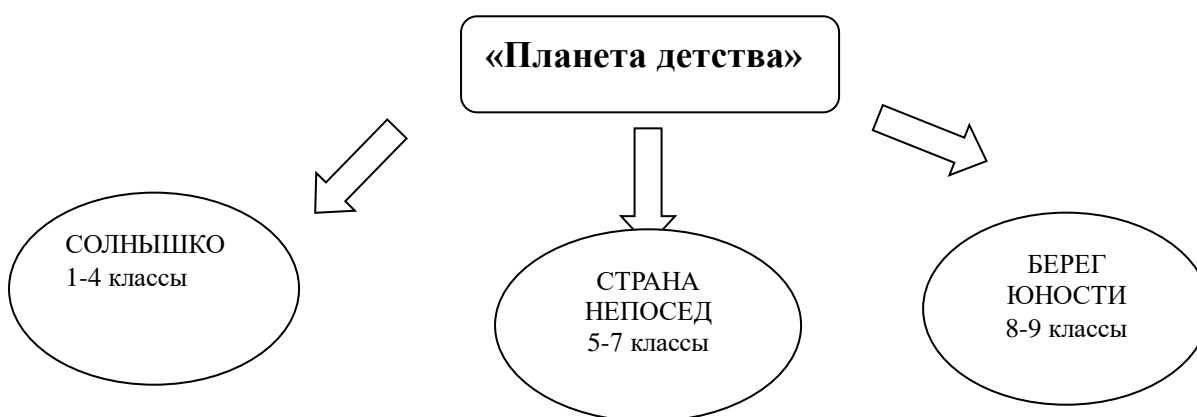 «Планета детства»
СОЛНЫШКО
1-4 классы
СТРАНА
НЕПОСЕД
5-7 классы
БЕРЕГ
ЮНОСТИ
8-9 классы